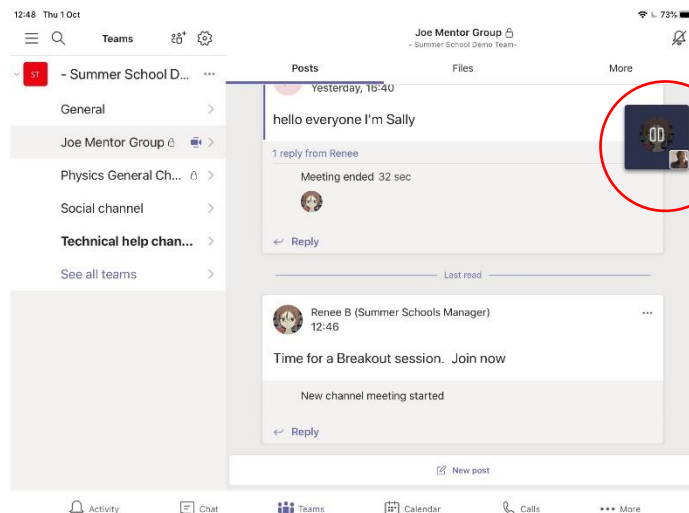 12:48 Thu 1 Oct
73%
Teams
Joe Mentor Group
- Summer School Demo Team-
Posts
Files
More
ST
- Summer School D... ...
General
Joe Mentor Group
Physics General Ch...
Social channel
Technical help chan...
See all teams
Yesterday, 16:40
hello everyone I'm Sally
1 reply from Renee
Meeting ended 32 sec
Reply
Last read
Renee B (Summer Schools Manager) ...
12:46
Time for a Breakout session. Join now
New channel meeting started
Reply
New post
Activity
Chat
Teams
Calendar
Calls
More